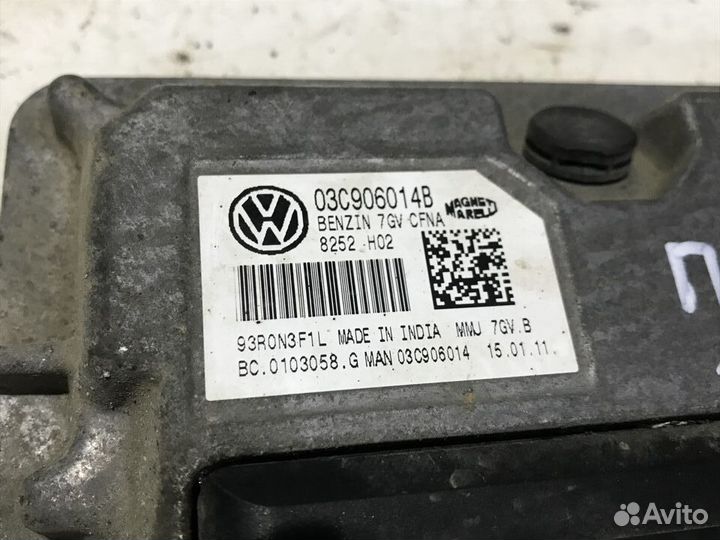 03C906014B
MAGNETI MARELLI
BENZIN 7GV CFNA
8252 H02
93R0N3F1L MADE IN INDIA MMJ 7GV.B
BC.0103058.G MAN 03C906014 15.01.11
П
Avito